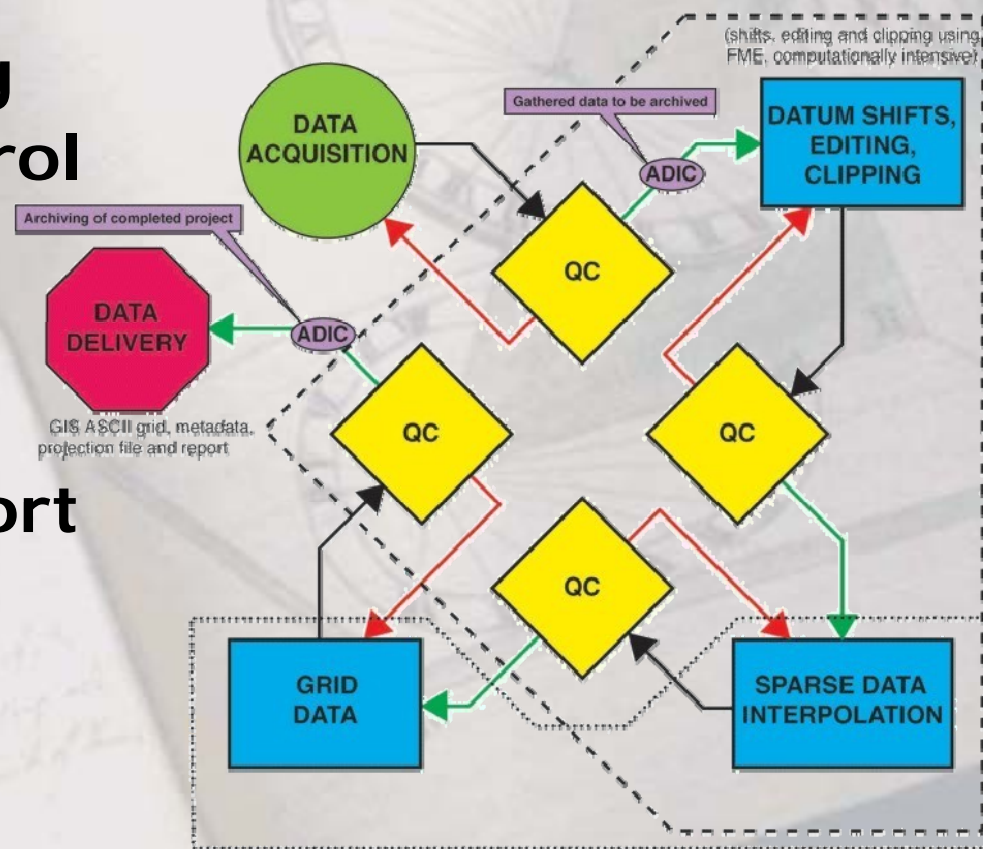 g
rol
ort
(shifts, editing and clipping using
FME, computationally intensive)
DATA
ACQUISITION
Gathered data to be archived
ADIC
DATUM SHIFTS,
EDITING,
CLIPPING
Archiving of completed project
QC
DATA
DELIVERY
ADIC
GIS ASCII grid, metadata,
projection file and report
QC
QC
QC
GRID
DATA
SPARSE DATA
INTERPOLATION